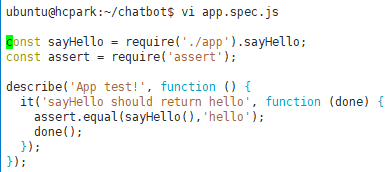 ubuntu@hcpark:~/chatbot$ vi app.spec.js
const sayHello = require('./app').sayHello;
const assert = require('assert');
describe('App test!', function () {
  it('sayHello should return hello', function (done) {
    assert.equal(sayHello(),'hello');
    done();
  });
});